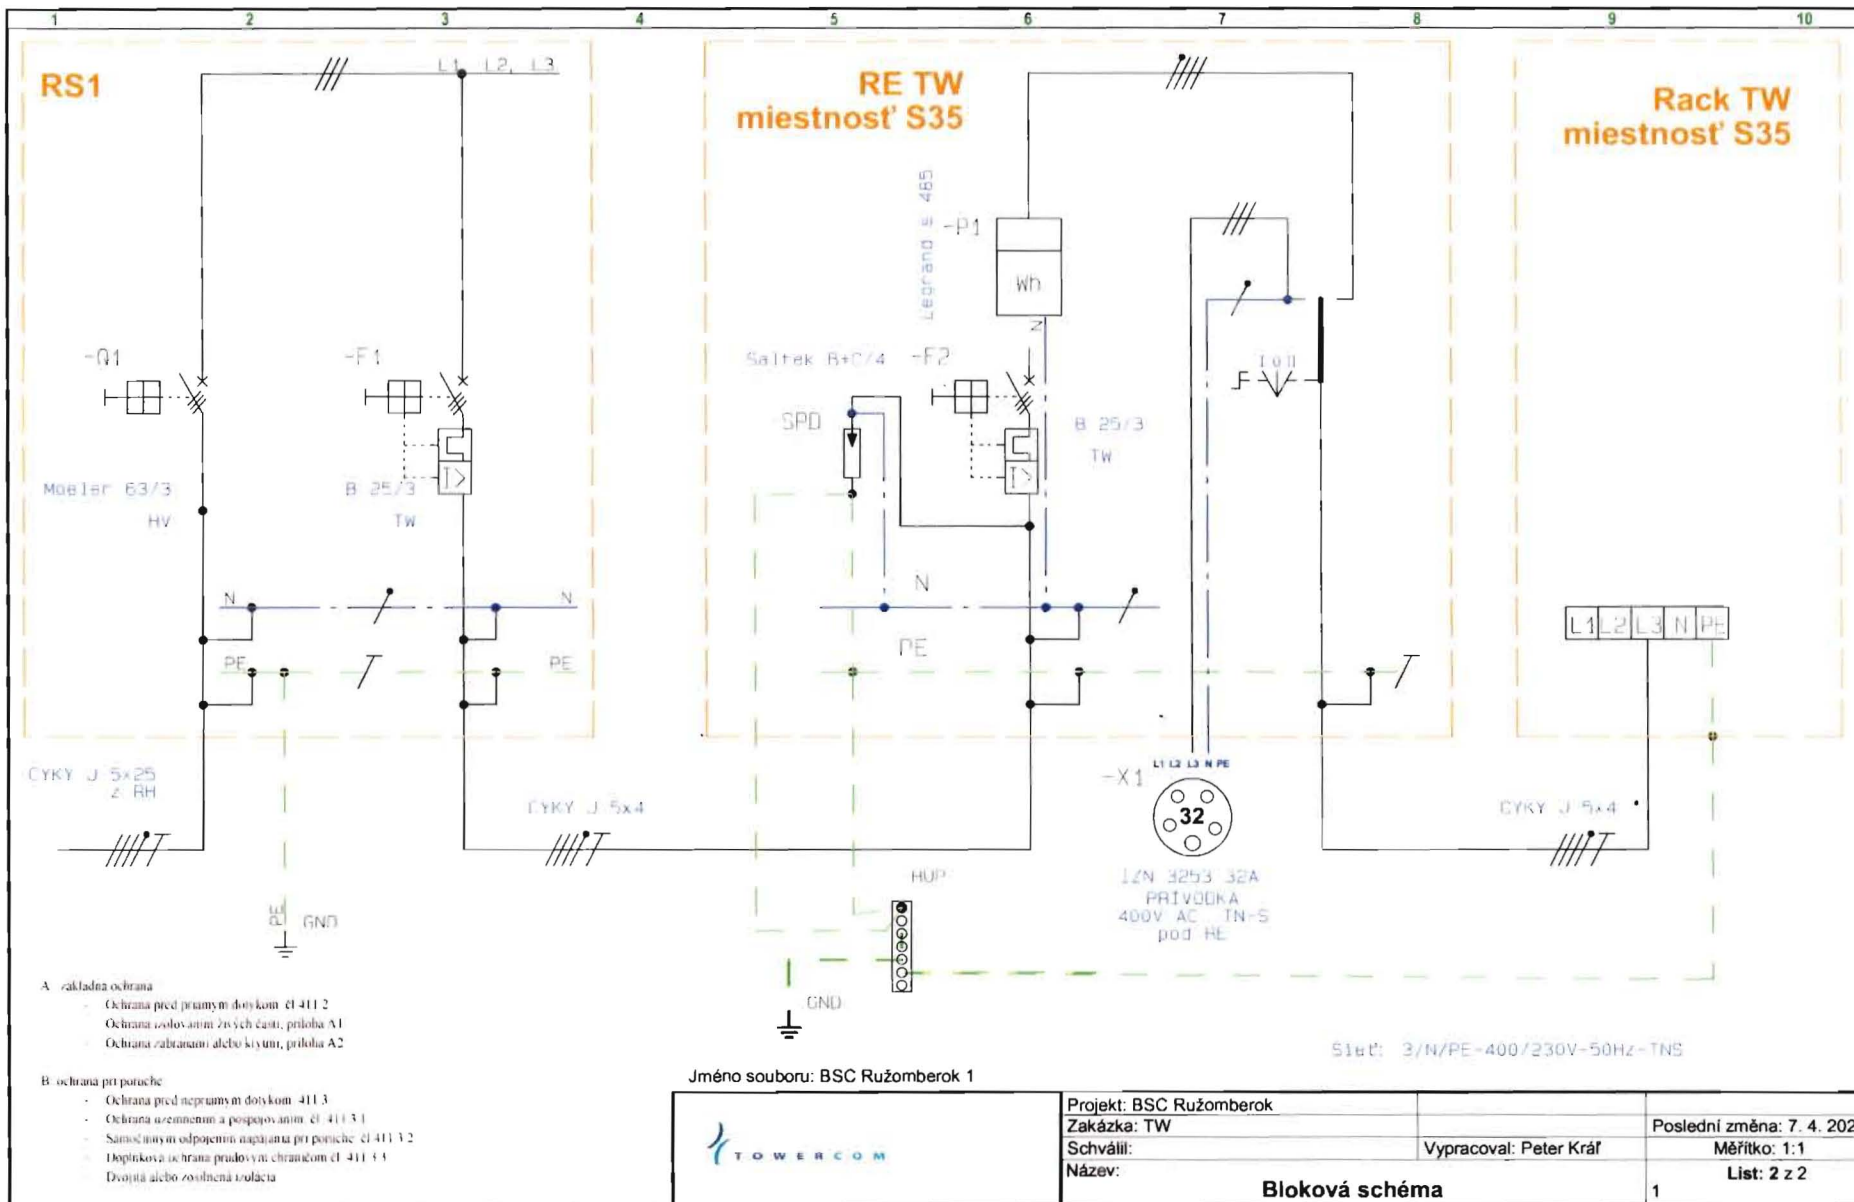 1 2 3 4 5 6 7 8 9 10
RS1
L1, L2, L3
RE TW
miestnosť S35
Rack TW
miestnosť S35
Legrand s 485
-P1
Wh
N
-Q1
-F1
Saltek B+C/4
-F2
I 0 II
SPD
B 25/3
TW
I>
I>
Moeler 63/3
HV
B 25/3
TW
N
N
N
PE
PE
PE
L1 L2 L3 N PE
CYKY J 5x25
z RH
CYKY J 5x4
-X1
L1 L2 L3 N PE
32
CYKY J 5x4
IZN 3253 32A
PRÍVODKA
400V AC TN-S
pod RE
HUP
PE
GND
GND
A základna ochrana
- Ochrana pred priamym dotykom čl 411 2
Ochrana izolovaním živých častí, príloha A1
- Ochrana zábranami alebo krytmi, príloha A2
B. ochrana pri poruche
- Ochrana pred nepriamym dotykom 411 3
- Ochrana uzemnením a pospojovaním čl 411 3 1
- Samočinným odpojením napájania pri poruche čl 411 3 2
- Doplnková ochrana prúdovým chráničom čl 411 3 3
- Dvojitá alebo zosilnená izolácia
Sieť: 3/N/PE-400/230V-50Hz-TNS
Jméno souboru: BSC Ružomberok 1
TOWERCOM
Projekt: BSC Ružomberok
Zakázka: TW
Poslední změna: 7. 4. 202
Schválil:
Vypracoval: Peter Kráľ
Měřítko: 1:1
Název:
Bloková schéma
List: 2 z 2
1